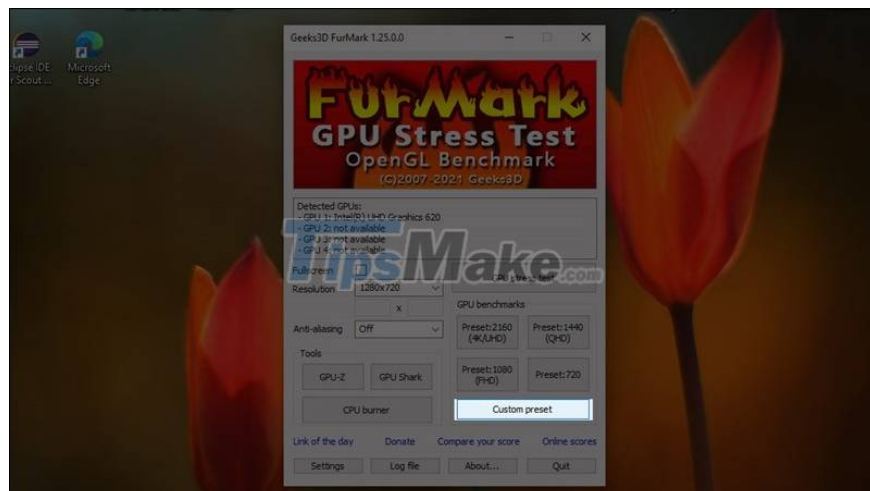 Geeks3D FurMark 1.25.0.0
FurMark
GPU Stress Test
OpenGL Benchmark
(C)2007-2021 Geeks3D
Eclipse IDE
Microsoft
r Scout ...
Edge
Detected GPUs:
- GPU 1: Intel(R) UHD Graphics 620
- GPU 2: not available
- GPU 3: not available
- GPU 4: not available
TipsMake.com
Fullscreen
GPU stress test
Resolution
1280x720
x
GPU benchmarks
Anti-aliasing
Off
Preset:2160
(4K/UHD)
Preset:1440
(QHD)
Tools
GPU-Z
GPU Shark
Preset:1080
(FHD)
Preset:720
CPU burner
Custom preset
Link of the day
Donate
Compare your score
Online scores
Settings
Log file
About...
Quit